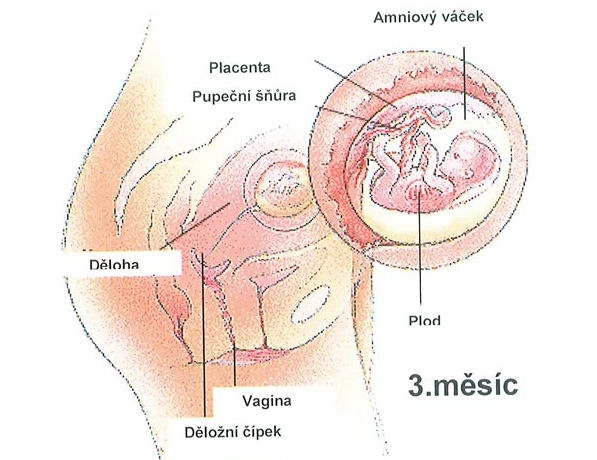 Amniový váček
Placenta
Pupeční šňůra
Děloha
Plod
3.měsíc
Vagina
Děložní čípek